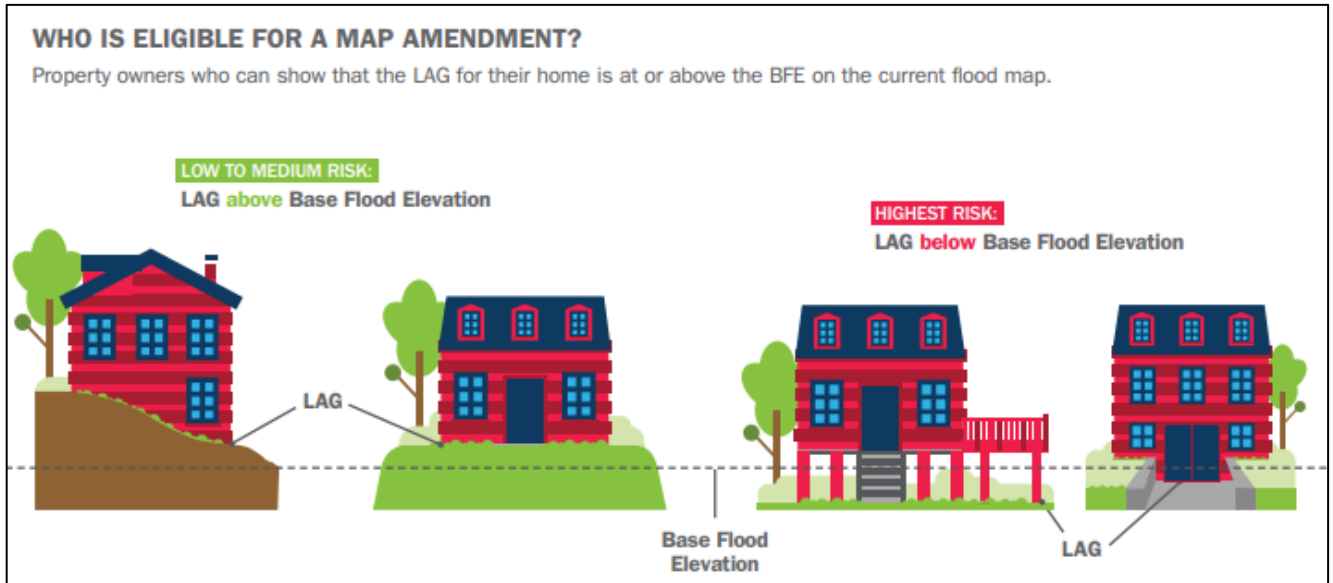 WHO IS ELIGIBLE FOR A MAP AMENDMENT?
Property owners who can show that the LAG for their home is at or above the BFE on the current flood map.
LOW TO MEDIUM RISK:
LAG above Base Flood Elevation
HIGHEST RISK:
LAG below Base Flood Elevation
LAG
Base Flood
Elevation
LAG